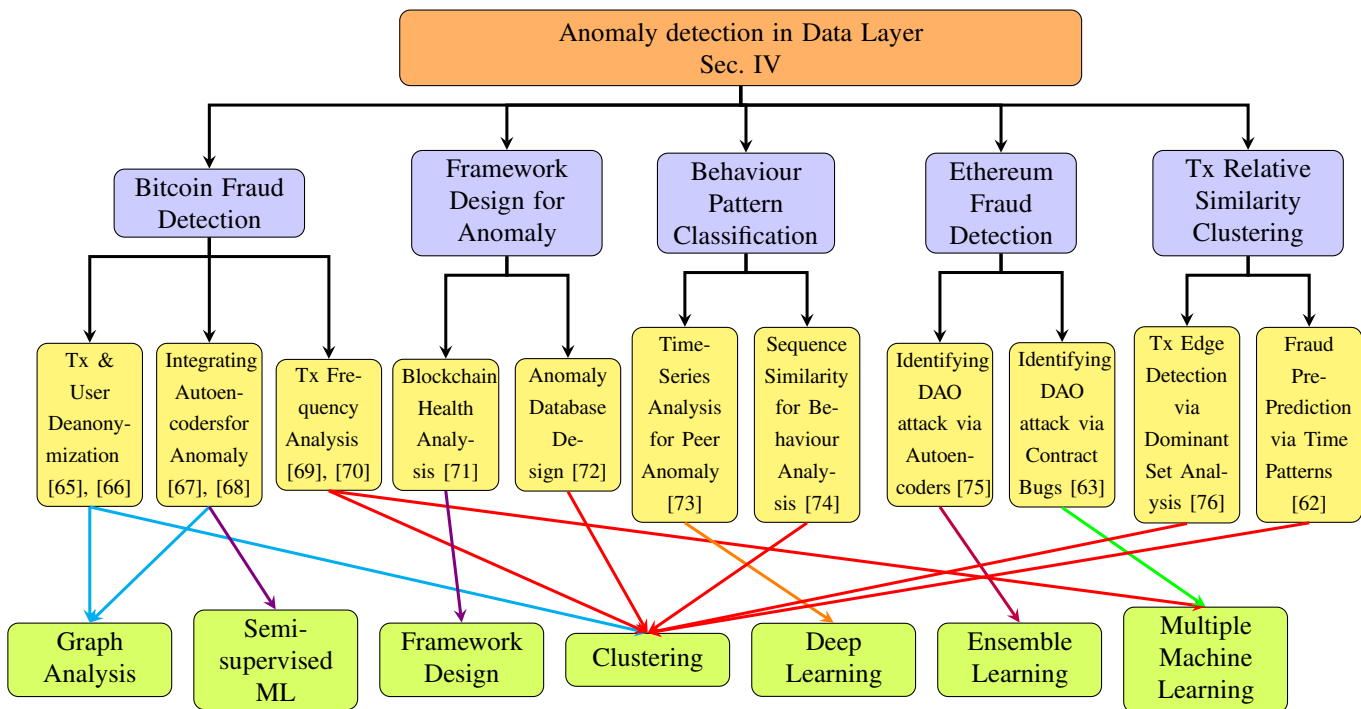 Anomaly detection in Data Layer
Sec. IV
Bitcoin Fraud
Detection
Framework
Design for
Anomaly
Behaviour
Pattern
Classification
Ethereum
Fraud
Detection
Tx Relative
Similarity
Clustering
Tx &
User
Deanony-
mization
[65], [66]
Integrating
Autoen-
codersfor
Anomaly
[67], [68]
Tx Fre-
quency
Analysis
[69], [70]
Blockchain
Health
Analy-
sis [71]
Anomaly
Database
De-
sign [72]
Time-
Series
Analysis
for Peer
Anomaly
[73]
Sequence
Similarity
for Be-
haviour
Analy-
sis [74]
Identifying
DAO
attack via
Autoen-
coders [75]
Identifying
DAO
attack via
Contract
Bugs [63]
Tx Edge
Detection
via
Dominant
Set Anal-
ysis [76]
Fraud
Pre-
Prediction
via Time
Patterns
[62]
Graph
Analysis
Semi-
supervised
ML
Framework
Design
Clustering
Deep
Learning
Ensemble
Learning
Multiple
Machine
Learning